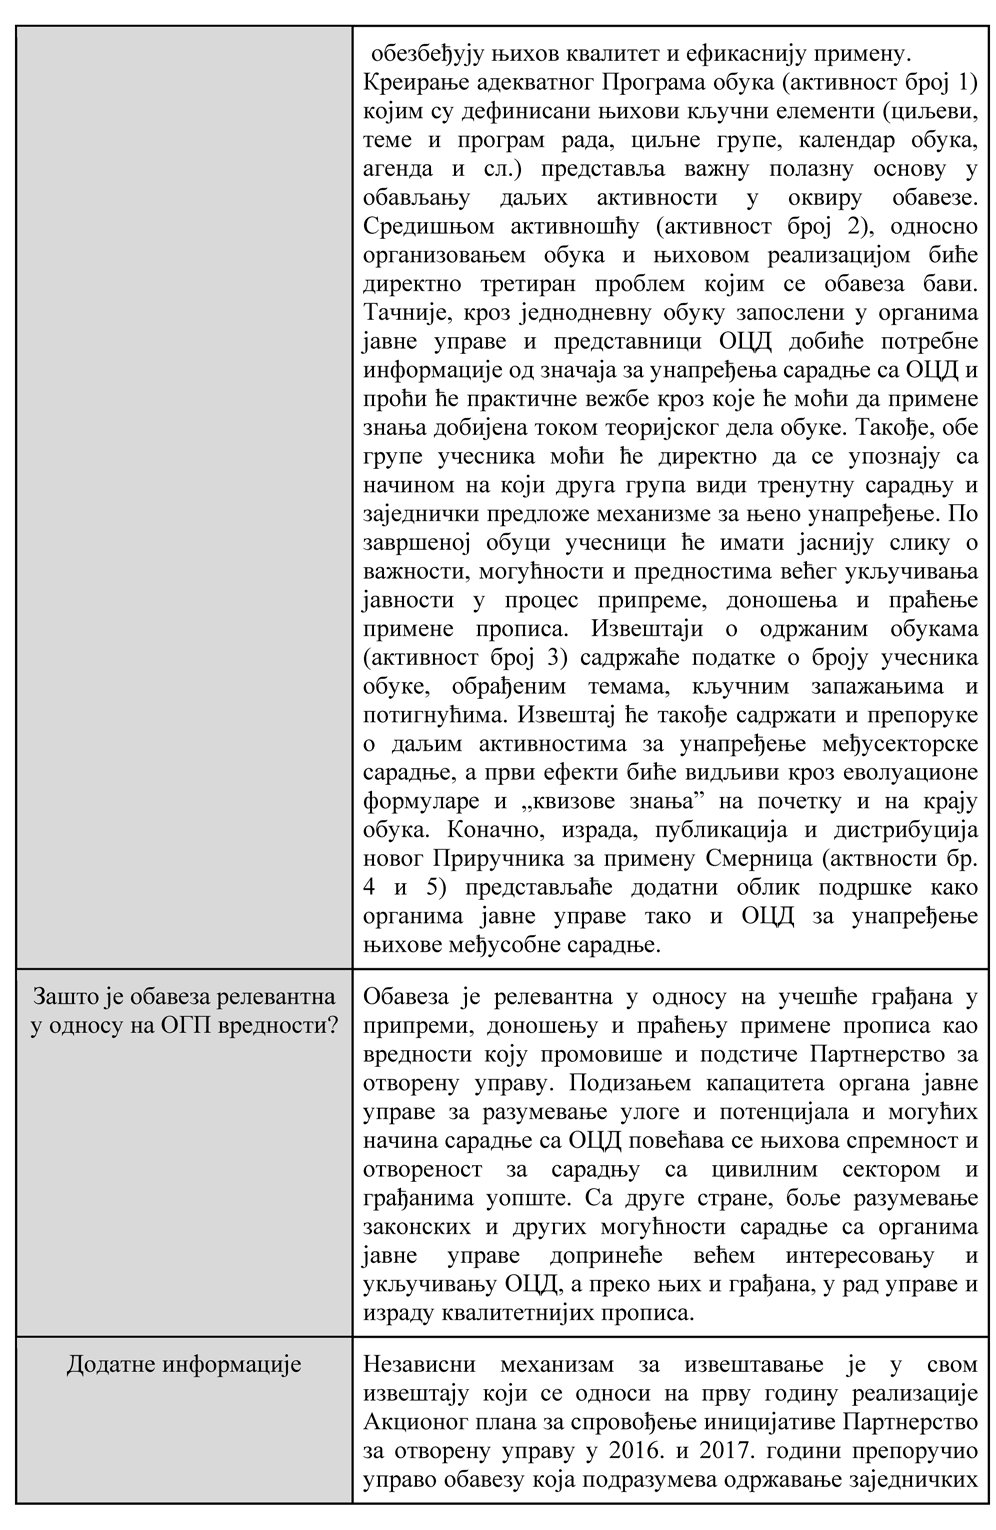 обезбеђују њихов квалитет и ефикаснију примену.
Креирање адекватног Програма обука (активност број 1)
којим су дефинисани њихови кључни елементи (циљеви,
теме и програм рада, циљне групе, календар обука,
агенда и сл.) представља важну полазну основу у
обављању даљих активности у оквиру обавезе.
Средишњом активношћу (активност број 2), односно
организовањем обука и њиховом реализацијом биће
директно третиран проблем којим се обавеза бави.
Тачније, кроз једнодневну обуку запослени у органима
јавне управе и представници ОЦД добиће потребне
информације од значаја за унапређења сарадње са ОЦД и
проћи ће практичне вежбе кроз које ће моћи да примене
знања добијена током теоријског дела обуке. Такође, обе
групе учесника моћи ће директно да се упознају са
начином на који друга група види тренутну сарадњу и
заједнички предложе механизме за њено унапређење. По
завршеној обуци учесници ће имати јаснију слику о
важности, могућности и предностима већег укључивања
јавности у процес припреме, доношења и праћење
примене прописа. Извештаји о одржаним обукама
(активност број 3) садржаће податке о броју учесника
обуке, обрађеним темама, кључним запажањима и
потигнућима. Извештај ће такође садржати и препоруке
о даљим активностима за унапређење међусекторске
сарадње, а први ефекти биће видљиви кроз еволуационе
формуларе и „квизове знања” на почетку и на крају
обука. Коначно, израда, публикација и дистрибуција
новог Приручника за примену Смерница (актвности бр.
4 и 5) представљаће додатни облик подршке како
органима јавне управе тако и ОЦД за унапређење
њихове међусобне сарадње.
Зашто је обавеза релевантна
у односу на ОГП вредности?
Обавеза је релевантна у односу на учешће грађана у
припреми, доношењу и праћењу примене прописа као
вредности коју промовише и подстиче Партнерство за
отворену управу. Подизањем капацитета органа јавне
управе за разумевање улоге и потенцијала и могућих
начина сарадње са ОЦД повећава се њихова спремност и
отвореност за сарадњу са цивилним сектором и
грађанима уопште. Са друге стране, боље разумевање
законских и других могућности сарадње са органима
јавне управе допринеће већем интересовању и
укључивању ОЦД, а преко њих и грађана, у рад управе и
израду квалитетнијих прописа.
Додатне информације
Независни механизам за извештавање је у свом
извештају који се односи на прву годину реализације
Акционог плана за спровођење иницијативе Партнерство
за отворену управу у 2016. и 2017. години препоручио
управо обавезу која подразумева одржавање заједничких